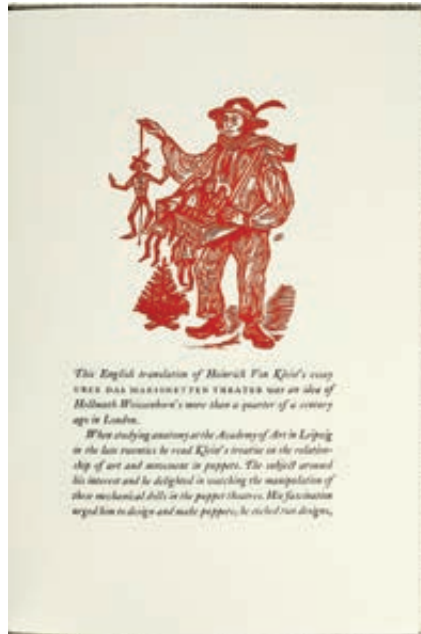 This English translation of Heinrich Von Kleist's essay
UBER DAS MARIONETTEN THEATER was an idea of
Hellmuth Weissenborn's more than a quarter of a century
ago in London.
When studying anatomy at the Academy of Art in Leipzig
in the late twenties he read Kleist's treatise on the relation-
ship of art and movement in puppets. The subject aroused
his interest and he delighted in watching the manipulation of
these mechanical dolls in the puppet theatres. His fascination
urged him to design and make puppets; he etched two designs,